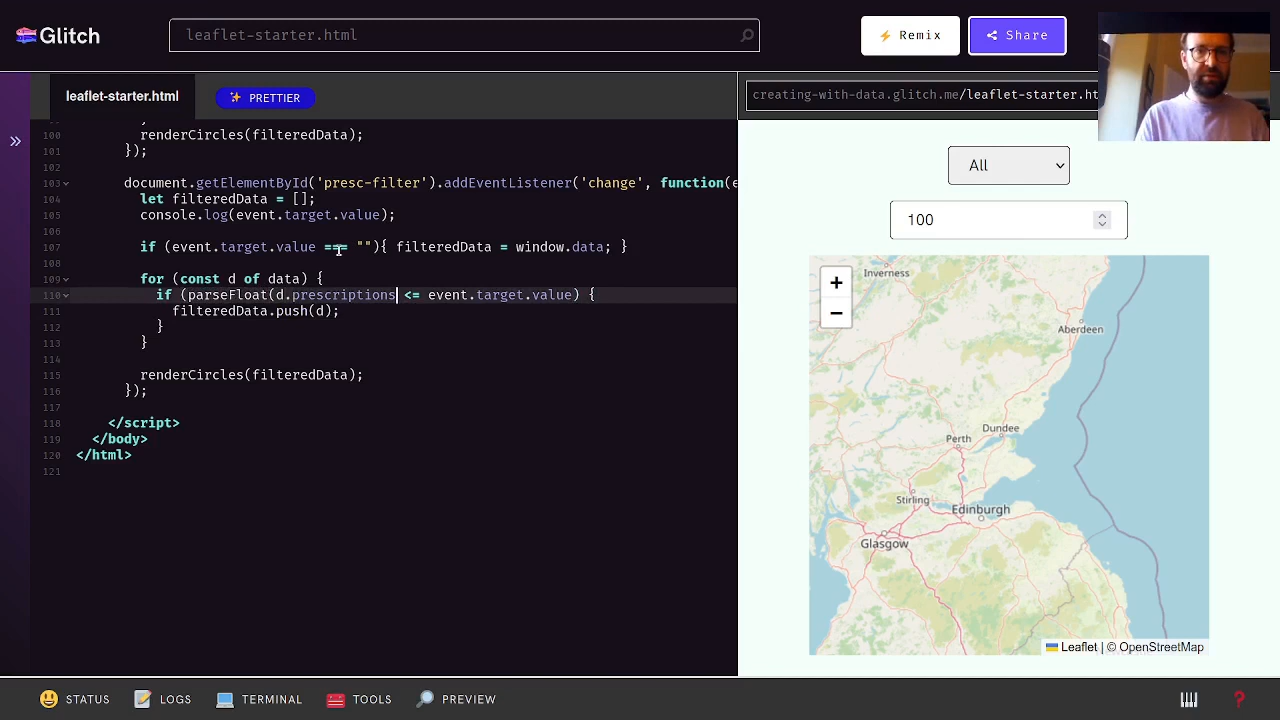 Glitch
leaflet-starter.html
Remix
Share
leaflet-starter.html
PRETTIER
creating-with-data.glitch.me/leaflet-starter.ht
100 renderCircles(filteredData);
101 });
102
103 document.getElementById('presc-filter').addEventListener('change', function(e
104 let filteredData = [];
105 console.log(event.target.value);
106
107 if (event.target.value === ""){ filteredData = window.data; }
108
109 for (const d of data) {
110 if (parseFloat(d.prescriptions <= event.target.value) {
111 filteredData.push(d);
112 }
113 }
114
115 renderCircles(filteredData);
116 });
117
118 </script>
119 </body>
120 </html>
121
All
100
+
−
Inverness
Aberdeen
Dundee
Perth
Stirling
Edinburgh
Glasgow
Leaflet | © OpenStreetMap
STATUS
LOGS
TERMINAL
TOOLS
PREVIEW